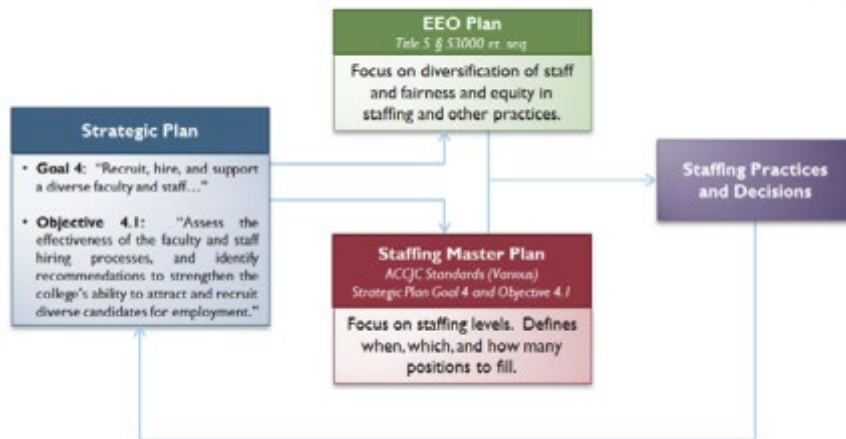 EEO Plan
Title 5 § 53000 et. seq
Focus on diversification of staff
and fairness and equity in
staffing and other practices.
Strategic Plan
• Goal 4: “Recruit, hire, and support
a diverse faculty and staff…”
• Objective 4.1: “Assess the
effectiveness of the faculty and staff
hiring processes, and identify
recommendations to strengthen the
college’s ability to attract and recruit
diverse candidates for employment.”
Staffing Practices
and Decisions
Staffing Master Plan
ACCJC Standards (Various)
Strategic Plan Goal 4 and Objective 4.1
Focus on staffing levels. Defines
when, which, and how many
positions to fill.